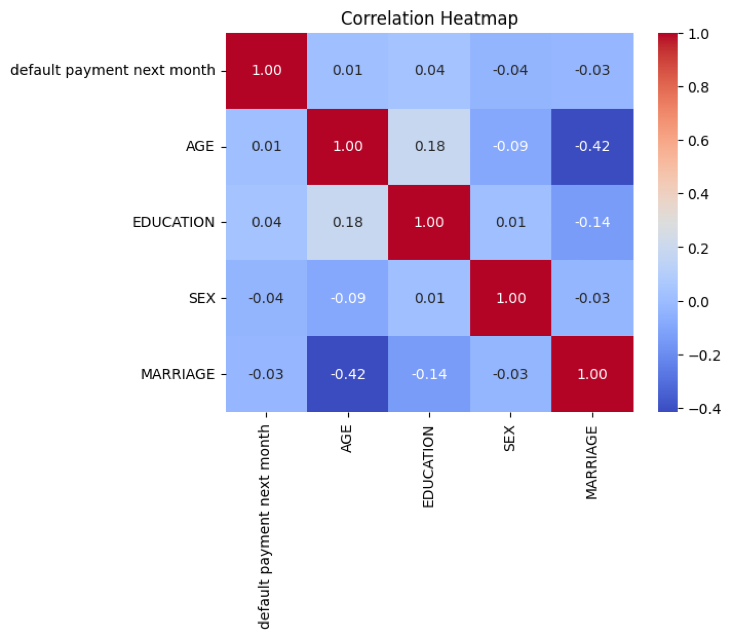 Correlation Heatmap
default payment next month 1.00 0.01 0.04 -0.04 -0.03
AGE 0.01 1.00 0.18 -0.09 -0.42
EDUCATION 0.04 0.18 1.00 0.01 -0.14
SEX -0.04 -0.09 0.01 1.00 -0.03
MARRIAGE -0.03 -0.42 -0.14 -0.03 1.00
default payment next month
AGE
EDUCATION
SEX
MARRIAGE
1.0
0.8
0.6
0.4
0.2
0.0
−0.2
−0.4